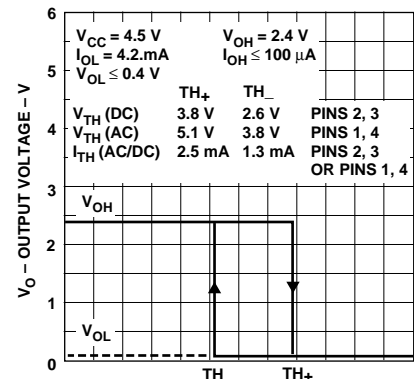 6
V_CC = 4.5 V V_OH = 2.4 V
I_OL = 4.2.mA I_OH ≤ 100 µA
V_OL ≤ 0.4 V
TH+ TH_
V_TH (DC) 3.8 V 2.6 V PINS 2, 3
V_TH (AC) 5.1 V 3.8 V PINS 1, 4
I_TH (AC/DC) 2.5 mA 1.3 mA PINS 2, 3
OR PINS 1, 4
5
4
3
2
1
0
V_O – OUTPUT VOLTAGE – V
V_OH
V_OL
TH_ TH+